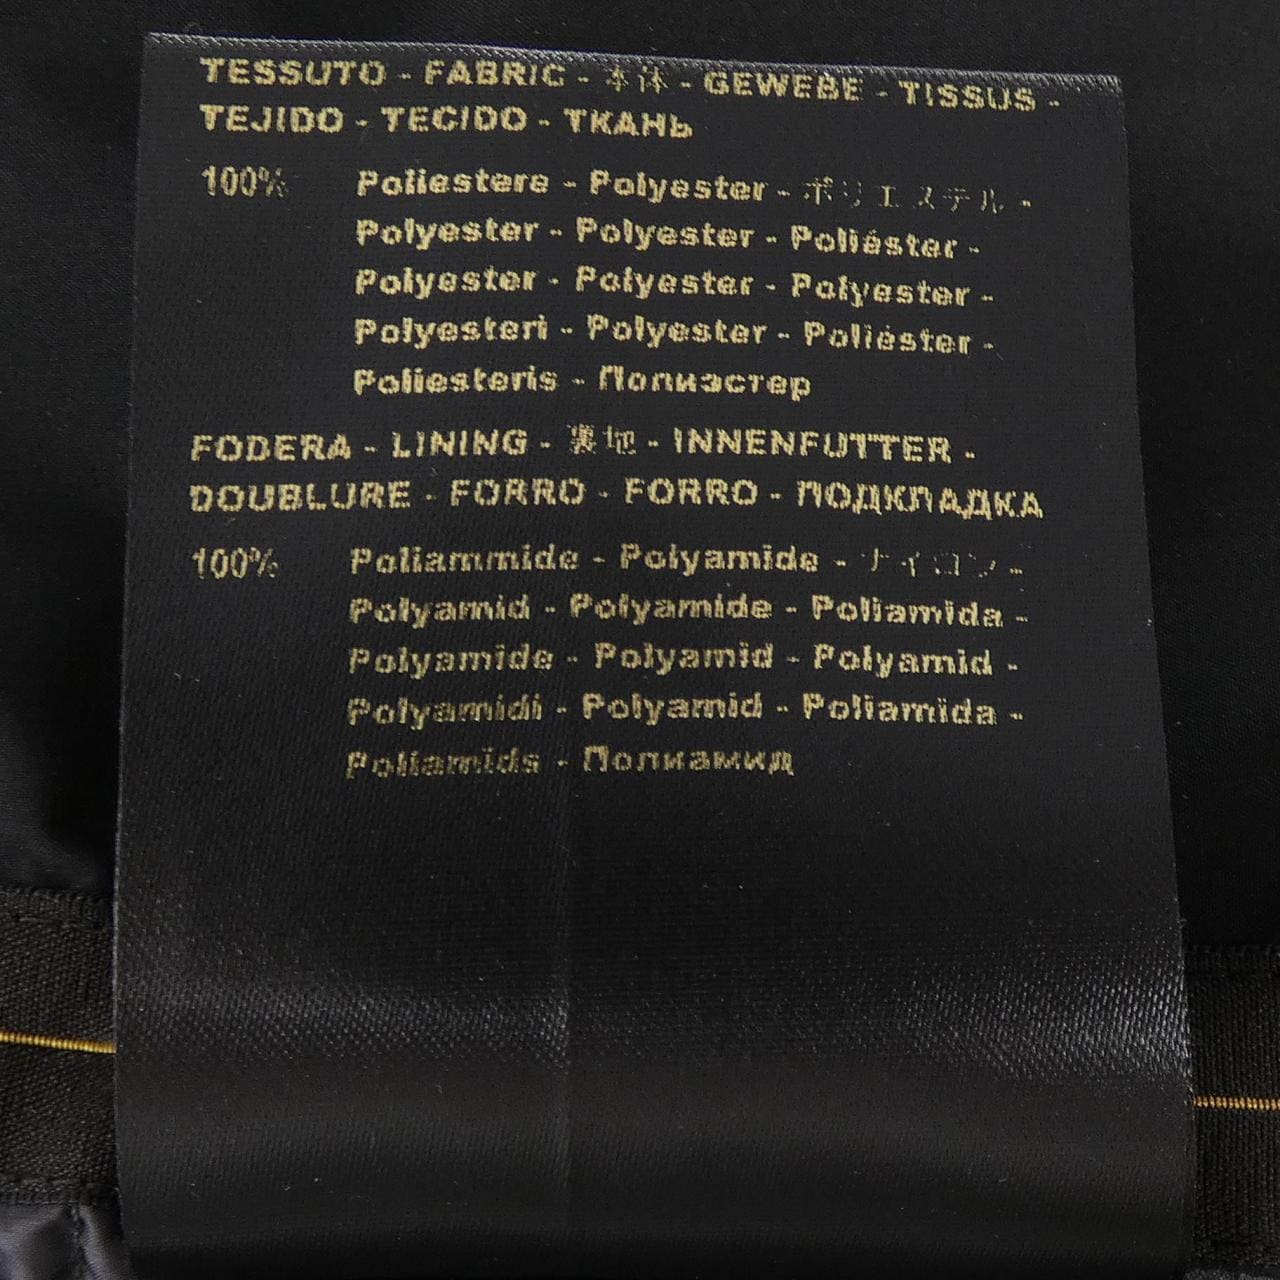 TESSUTO - FABRIC - 本体 - GEWEBE - TISSUS -
TEJIDO - TECIDO - ТКАНЬ
100% Poliestere - Polyester - ポリエステル -
Polyester - Polyester - Poliéster -
Polyester - Polyester - Polyester -
Polyesteri - Polyester - Poliéster -
Poliesteris - Полиэстер
FODERA - LINING - 裏地 - INNENFUTTER -
DOUBLURE - FORRO - FORRO - ПОДКЛАДКА
100% Poliammide - Polyamide - ナイロン -
Polyamid - Polyamide - Poliamida -
Polyamide - Polyamid - Polyamid -
Polyamidi - Polyamid - Poliamida -
Poliamids - Полиамид